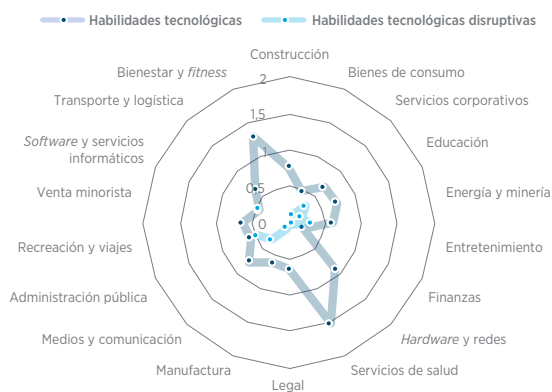 Habilidades tecnológicas Habilidades tecnológicas disruptivas
Construcción
Bienestar y fitness
Bienes de consumo
Transporte y logística
Servicios corporativos
Software y servicios
informáticos
Educación
Venta minorista
Energía y minería
Recreación y viajes
Entretenimiento
Administración pública
Finanzas
Medios y comunicación
Hardware y redes
Manufactura
Servicios de salud
Legal
2
1,5
1
0,5
0